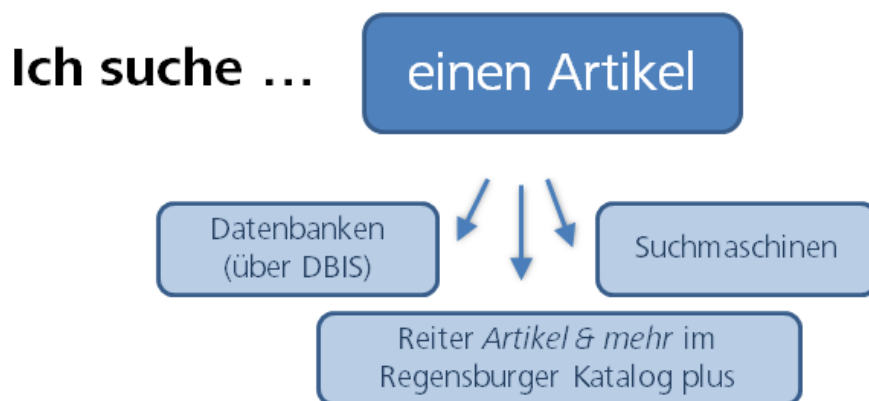 Ich suche …
einen Artikel
Datenbanken
(über DBIS)
Suchmaschinen
Reiter Artikel & mehr im
Regensburger Katalog plus